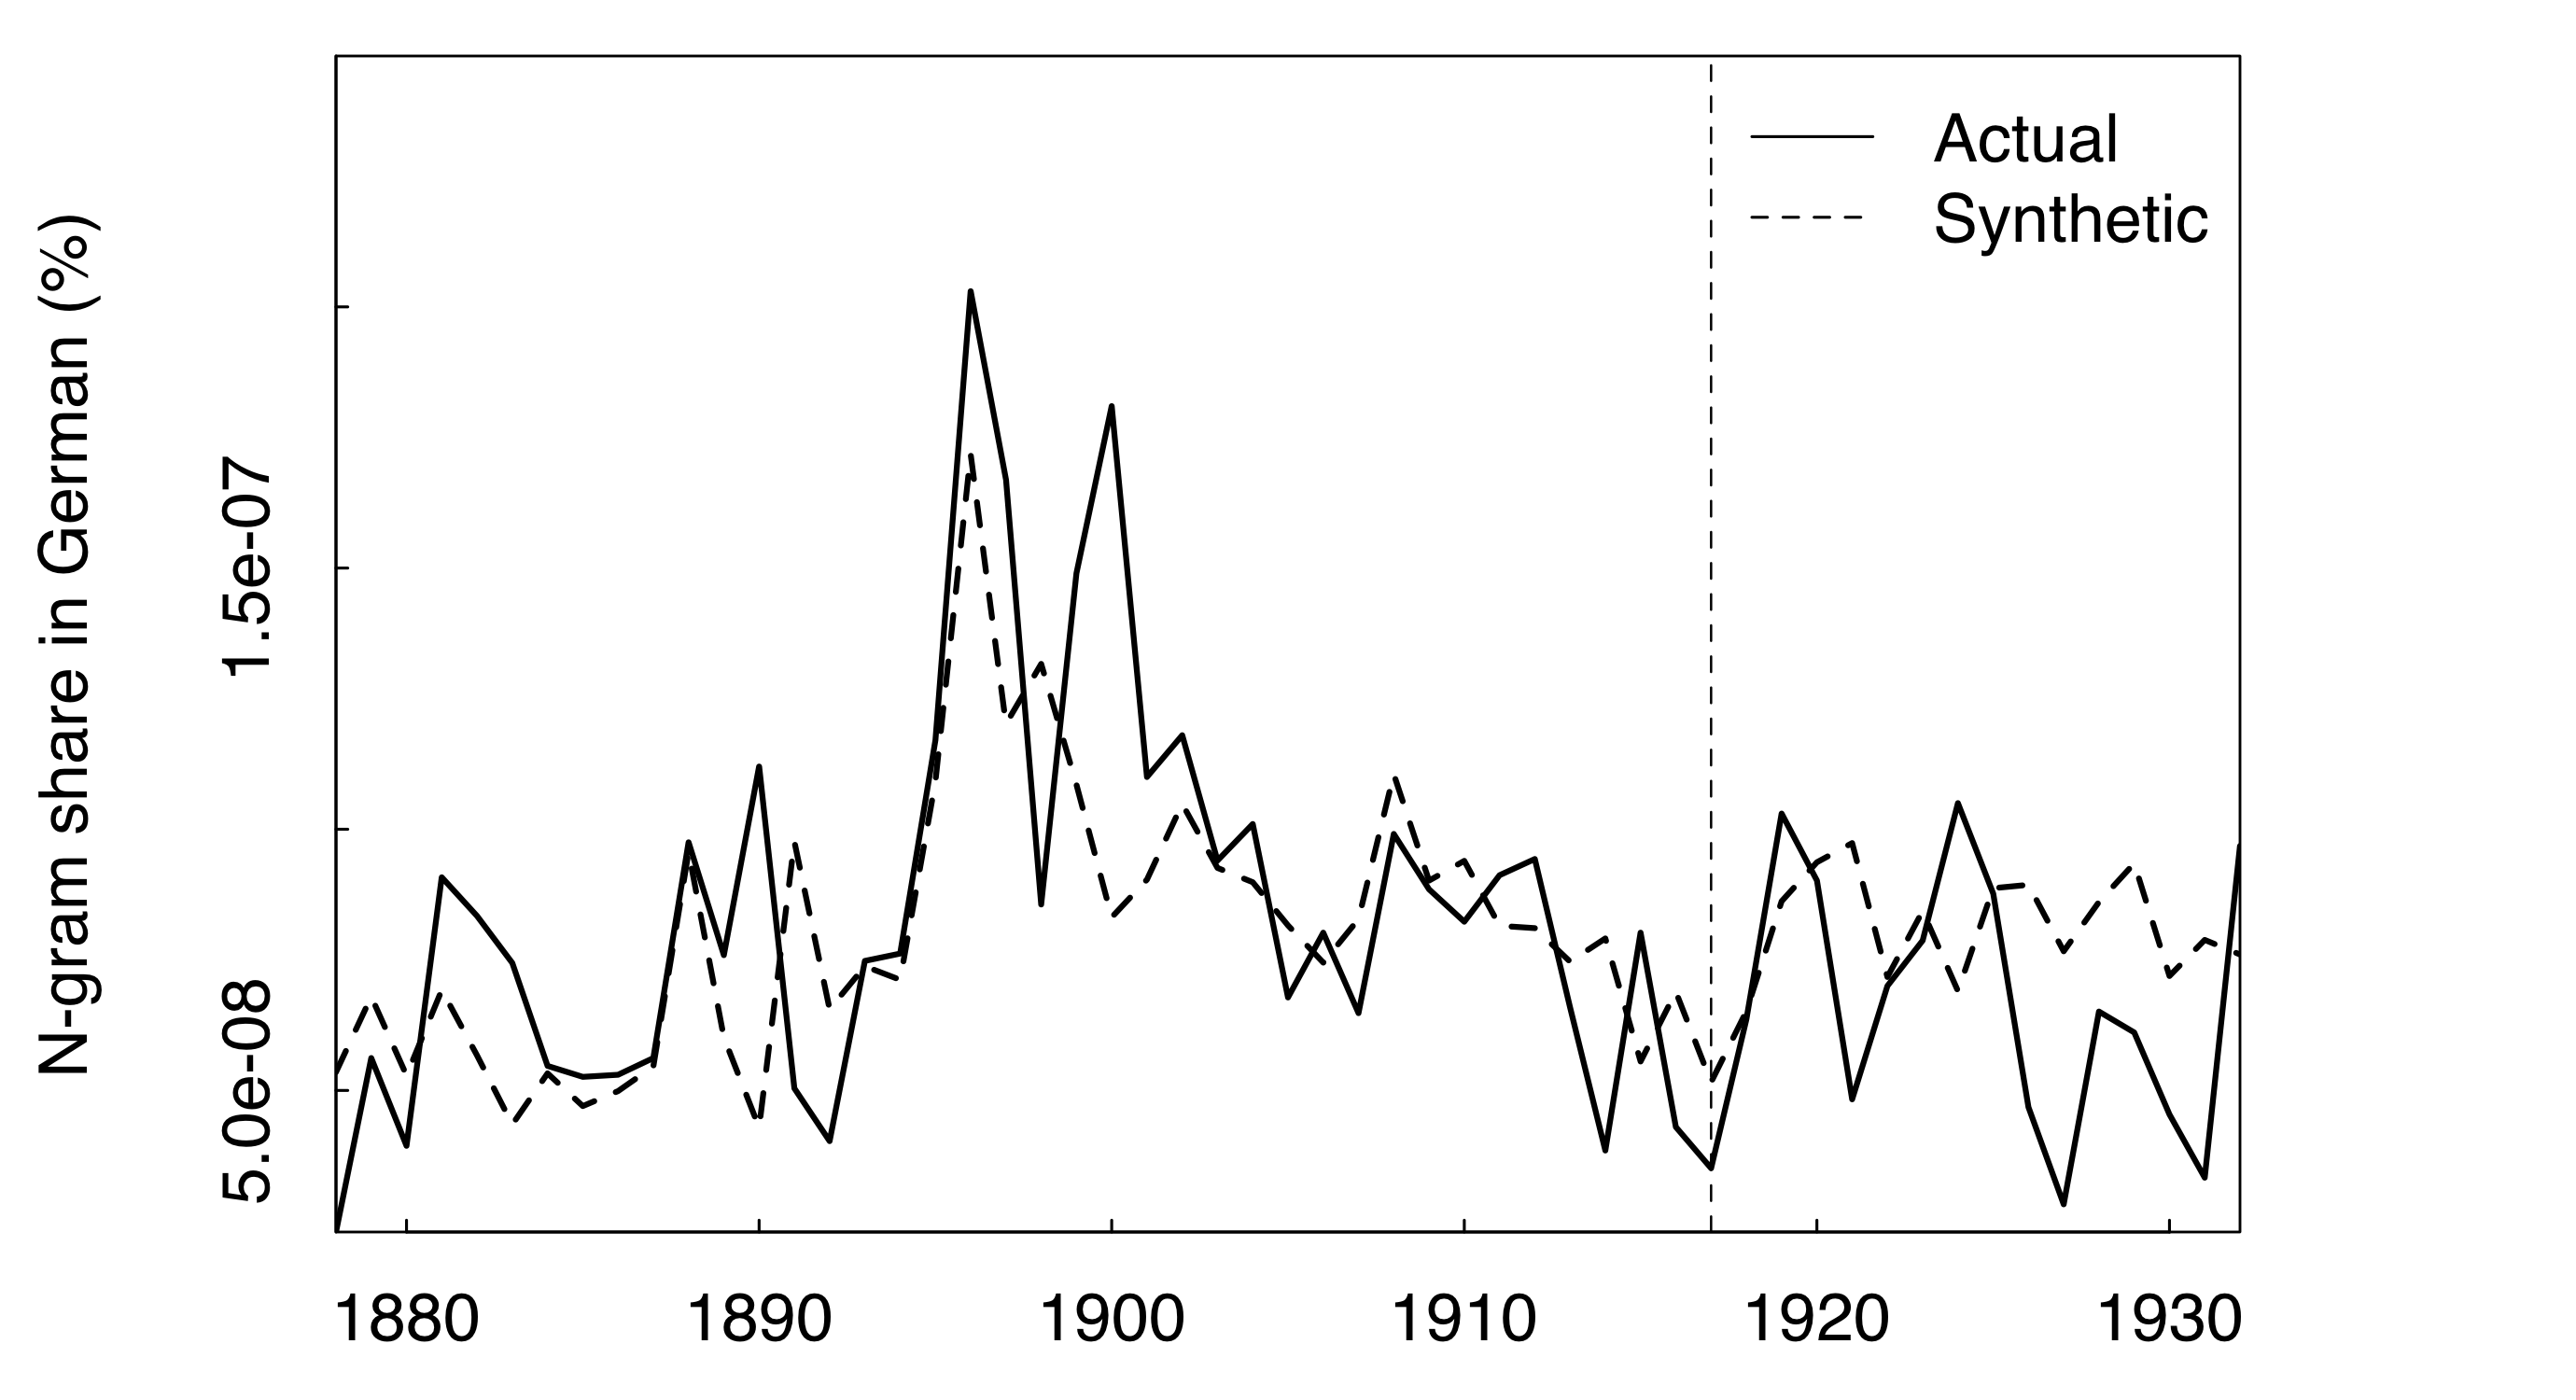 N-gram share in German (%)
1.5e-07
5.0e-08
Actual
Synthetic
1880 1890 1900 1910 1920 1930